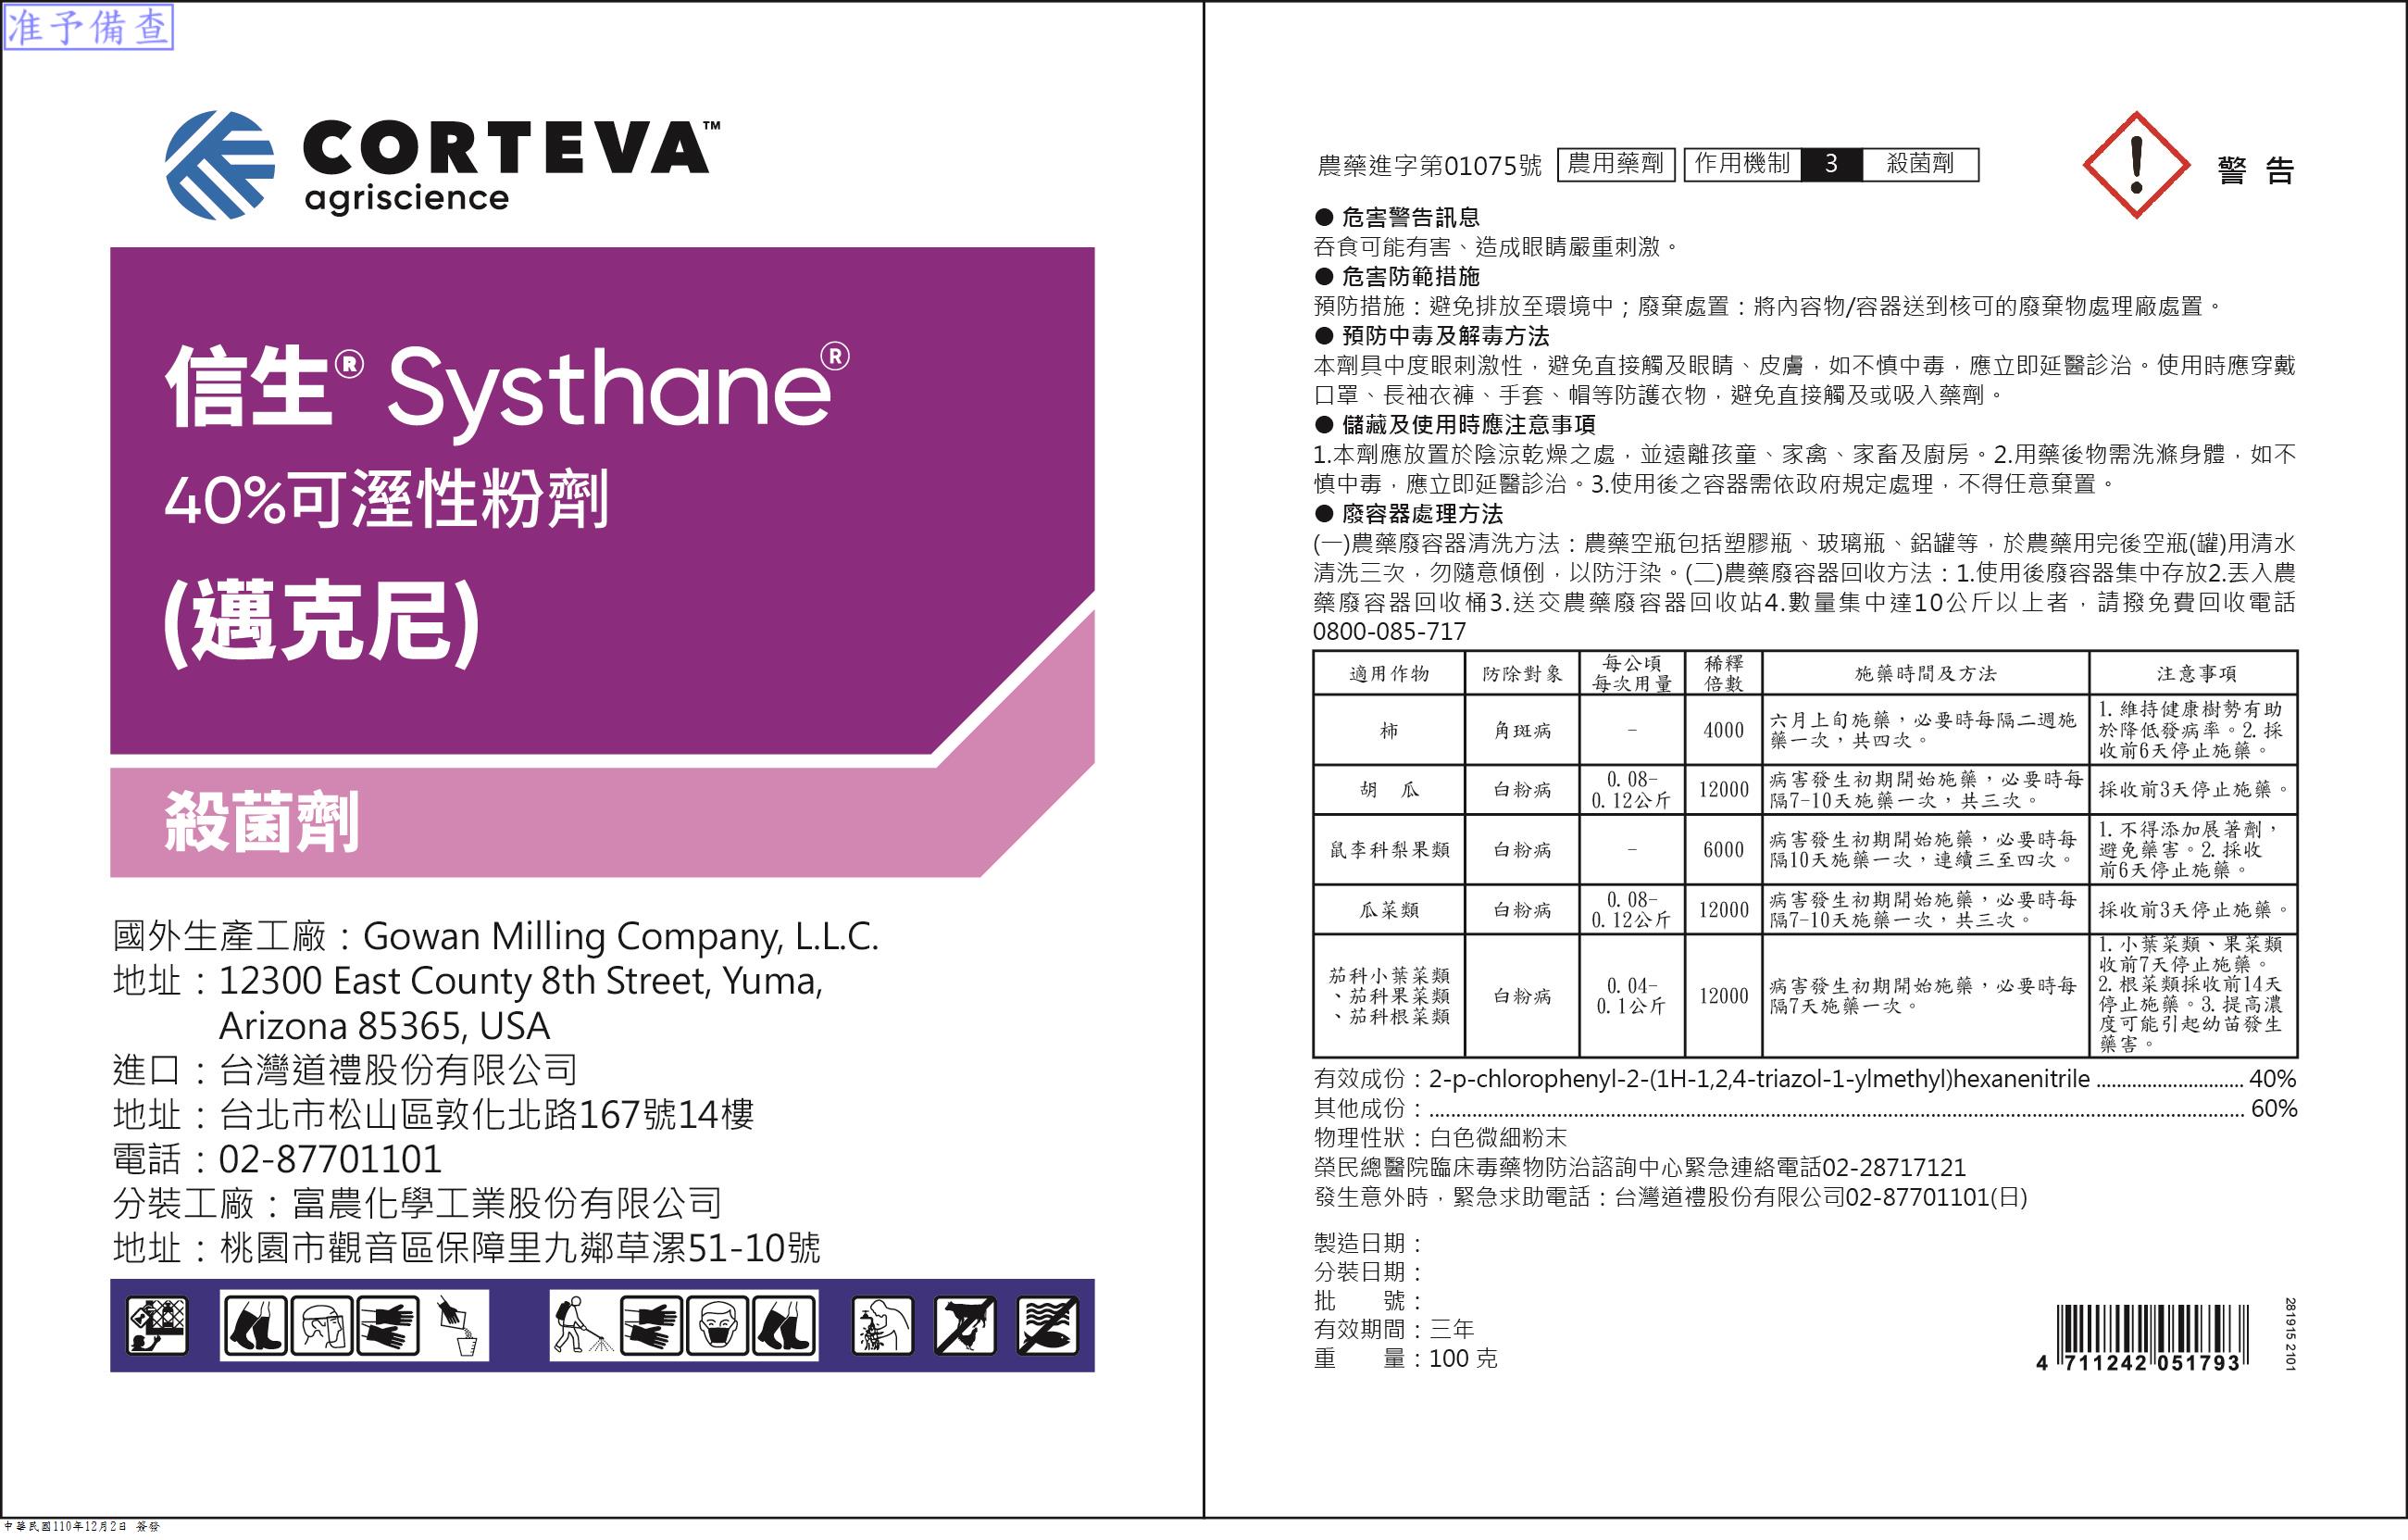 准予備查
CORTEVA™
agriscience
信生® Systhane®
40%可溼性粉劑
(邁克尼)
殺菌劑
國外生產工廠：Gowan Milling Company, L.L.C.
地址：12300 East County 8th Street, Yuma,
Arizona 85365, USA
進口：台灣道禮股份有限公司
地址：台北市松山區敦化北路167號14樓
電話：02-87701101
分裝工廠：富農化學工業股份有限公司
地址：桃園市觀音區保障里九鄰草漯51-10號
農藥進字第01075號 農用藥劑 作用機制 3 殺菌劑
警告
● 危害警告訊息
吞食可能有害、造成眼睛嚴重刺激。
● 危害防範措施
預防措施：避免排放至環境中；廢棄處置：將內容物/容器送到核可的廢棄物處理廠處置。
● 預防中毒及解毒方法
本劑具中度眼刺激性，避免直接觸及眼睛、皮膚，如不慎中毒，應立即延醫診治。使用時應穿戴
口罩、長袖衣褲、手套、帽等防護衣物，避免直接觸及或吸入藥劑。
● 儲藏及使用時應注意事項
1.本劑應放置於陰涼乾燥之處，並遠離孩童、家禽、家畜及廚房。2.用藥後物需洗滌身體，如不
慎中毒，應立即延醫診治。3.使用後之容器需依政府規定處理，不得任意棄置。
● 廢容器處理方法
(一)農藥廢容器清洗方法：農藥空瓶包括塑膠瓶、玻璃瓶、鋁罐等，於農藥用完後空瓶(罐)用清水
清洗三次，勿隨意傾倒，以防汙染。(二)農藥廢容器回收方法：1.使用後廢容器集中存放2.丟入農
藥廢容器回收桶3.送交農藥廢容器回收站4.數量集中達10公斤以上者，請撥免費回收電話
0800-085-717
適用作物 防除對象 每公頃 稀釋 施藥時間及方法 注意事項
每次用量 倍數
柿 角斑病 - 4000 六月上旬施藥，必要時每隔二週施
藥一次，共四次。
1.維持健康樹勢有助
於降低發病率。2.採
收前6天停止施藥。
胡 瓜 白粉病 0.08-
0.12公斤 12000 病害發生初期開始施藥，必要時每
隔7-10天施藥一次，共三次。
採收前3天停止施藥。
鼠李科梨果類 白粉病 - 6000 病害發生初期開始施藥，必要時每
隔10天施藥一次，連續三至四次。
1.不得添加展著劑，
避免藥害。2.採收
前6天停止施藥。
瓜菜類 白粉病 0.08-
0.12公斤 12000 病害發生初期開始施藥，必要時每
隔7-10天施藥一次，共三次。
採收前3天停止施藥。
茄科小葉菜類
、茄科果菜類
、茄科根菜類
白粉病 0.04-
0.1公斤 12000 病害發生初期開始施藥，必要時每
隔7天施藥一次。
1.小葉菜類、果菜類
收前7天停止施藥。
2.根菜類採收前14天
停止施藥。3.提高濃
度可能引起幼苗發生
藥害。
有效成份：2-p-chlorophenyl-2-(1H-1,2,4-triazol-1-ylmethyl)hexanenitrile ............................. 40%
其他成份：................................................................ 60%
物理性狀：白色微細粉末
榮民總醫院臨床毒藥物防治諮詢中心緊急連絡電話02-28717121
發生意外時，緊急求助電話：台灣道禮股份有限公司02-87701101(日)
製造日期：
分裝日期：
批　　號：
有效期間：三年
重　　量：100 克
4 711242 051793
281915 2101
中華民國110年12月2日 簽發